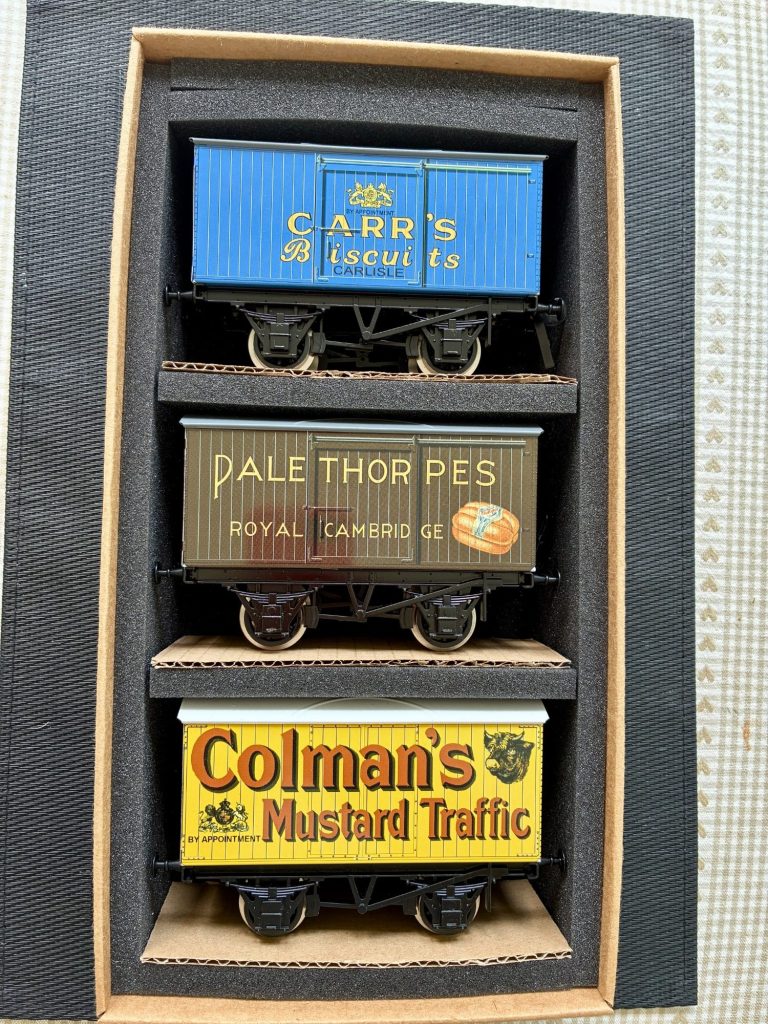 BY APPOINTMENT
CARR'S
Biscuits
CARLISLE
PALETHORPES
ROYAL CAMBRIDGE
Colman's
Mustard Traffic
BY APPOINTMENT